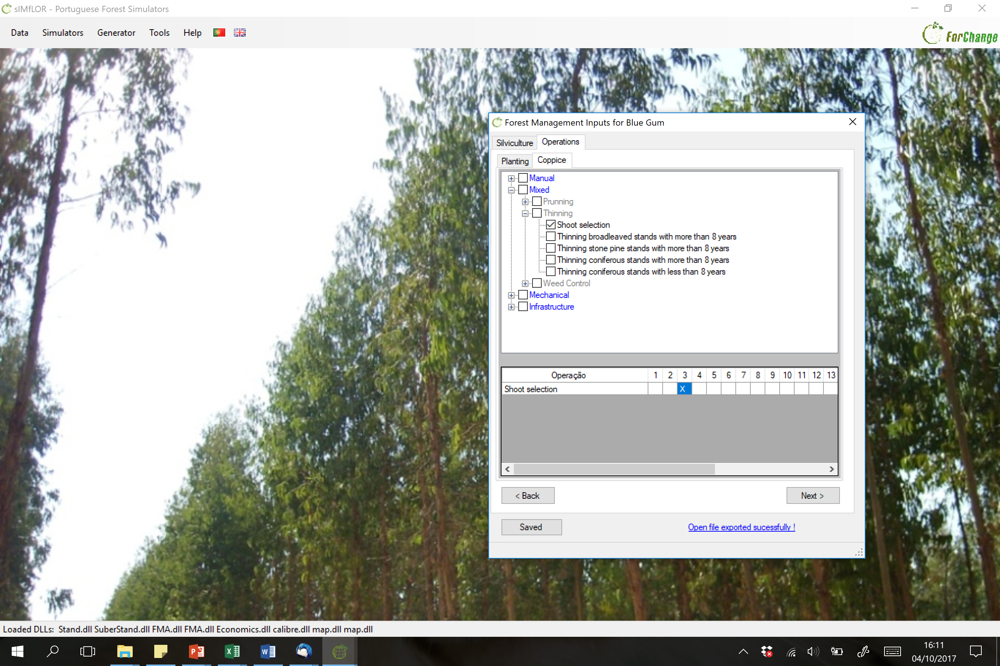 sIMfLOR - Portuguese Forest Simulators
Data Simulators Generator Tools Help
ForChange
Forest Management Inputs for Blue Gum
Silviculture Operations
Planting Coppice
Manual
Mixed
Prunning
Thinning
Shoot selection
Thinning broadleaved stands with more than 8 years
Thinning stone pine stands with more than 8 years
Thinning coniferous stands with more than 8 years
Thinning coniferous stands with less than 8 years
Weed Control
Mechanical
Infrastructure
Operação 1 2 3 4 5 6 7 8 9 10 11 12 13
Shoot selection X
< Back Next >
Saved Open file exported sucessfully !
Loaded DLLs: Stand.dll SuberStand.dll FMA.dll FMA.dll Economics.dll calibre.dll map.dll map.dll
16:11
04/10/2017